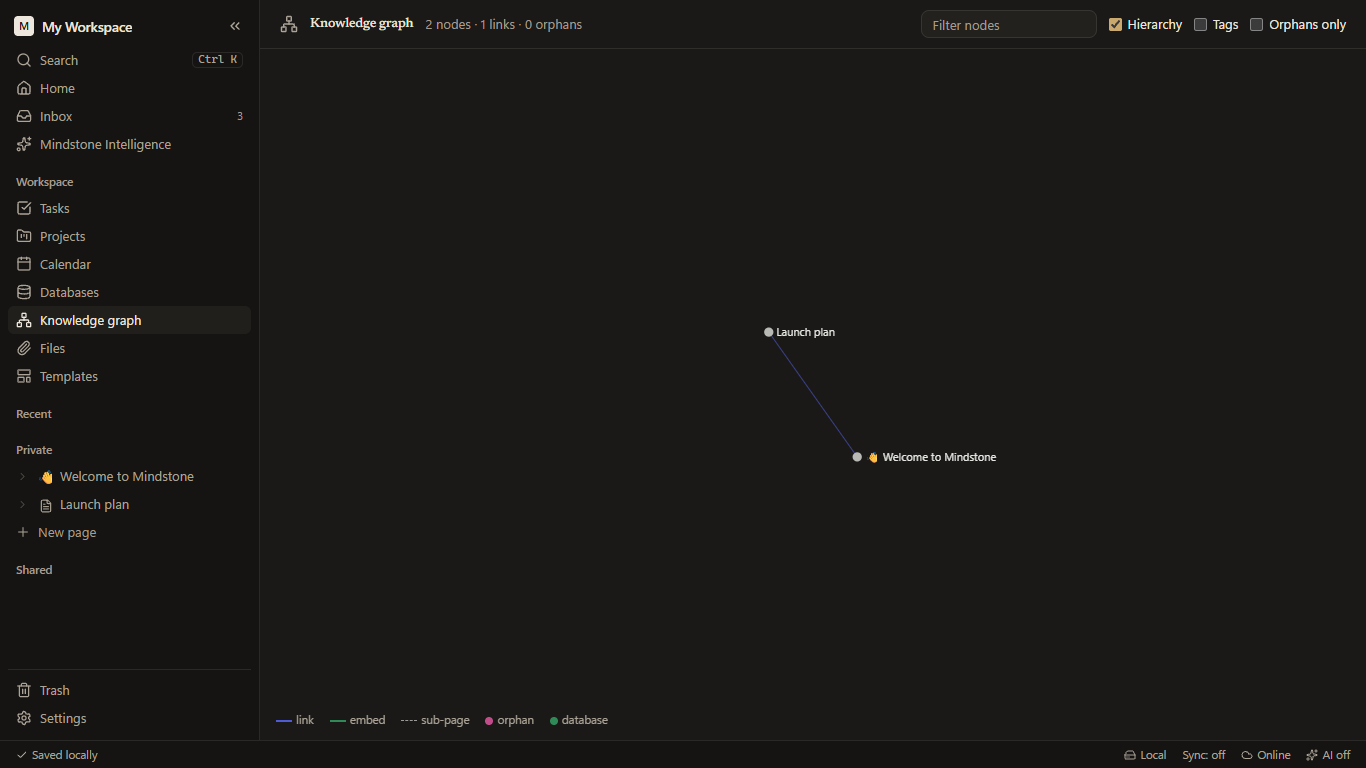 M My Workspace
Search Ctrl K
Home
Inbox 3
Mindstone Intelligence
Workspace
Tasks
Projects
Calendar
Databases
Knowledge graph
Files
Templates
Recent
Private
👋 Welcome to Mindstone
Launch plan
New page
Shared
Trash
Settings
Knowledge graph 2 nodes · 1 links · 0 orphans Filter nodes Hierarchy Tags Orphans only
Launch plan
👋 Welcome to Mindstone
link embed sub-page orphan database
Saved locally Local Sync: off Online AI off